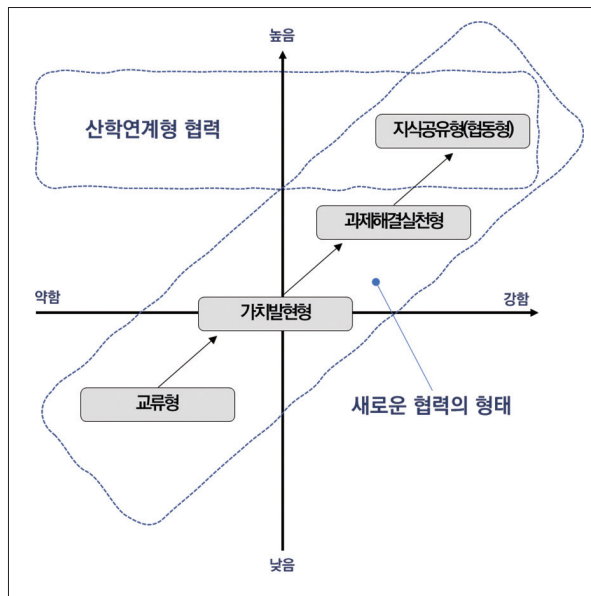 높음
산학연계형 협력
지식공유형(협동형)
과제해결실천형
약함
가치발현형
강함
교류형
새로운 협력의 형태
낮음